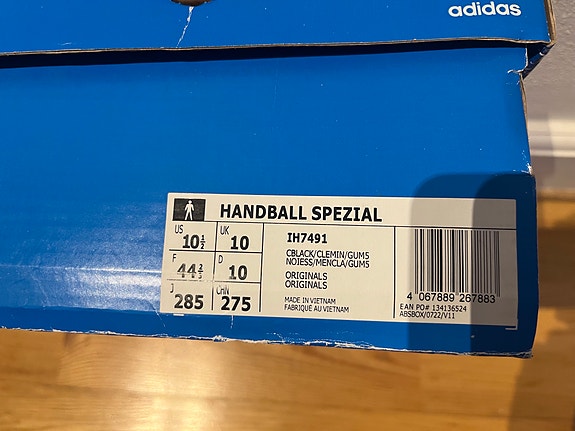 adidas
HANDBALL SPEZIAL
US
10½
UK
10
F
44⅔
D
10
J
285
CHN
275
IH7491
CBLACK/CLEMIN/GUM5
NOIESS/MENCLA/GUM5
ORIGINALS
ORIGINALS
MADE IN VIETNAM
FABRIQUE AU VIETNAM
4 067889 267883
EAN PO# 134136524
ABSBOX/0722/V11